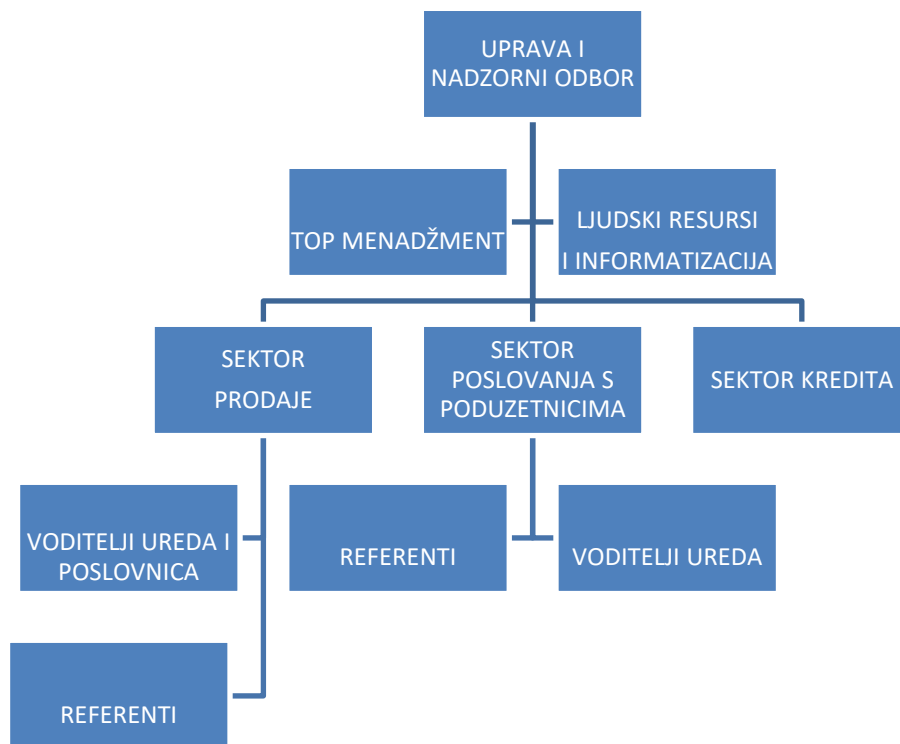 UPRAVA I
NADZORNI ODBOR
TOP MENADŽMENT
LJUDSKI RESURSI
I INFORMATIZACIJA
SEKTOR
PRODAJE
SEKTOR
POSLOVANJA S
PODUZETNICIMA
SEKTOR KREDITA
VODITELJI UREDA I
POSLOVNICA
REFERENTI
VODITELJI UREDA
REFERENTI